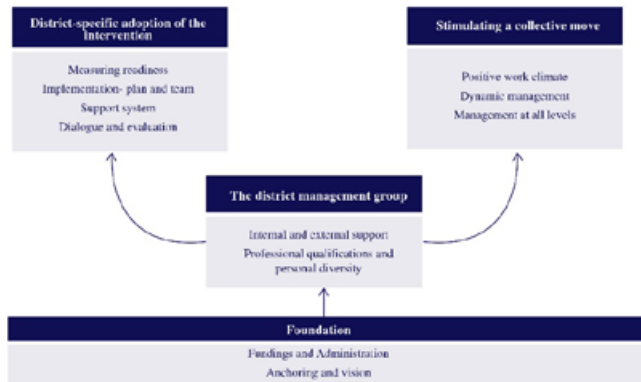 District-specific adoption of the
intervention
Measuring readiness
Implementation- plan and team
Support system
Dialogue and evaluation
Stimulating a collective move
Positive work climate
Dynamic management
Management at all levels
The district management group
Internal and external support
Professional qualifications and
personal diversity
Foundation
Fundings and Administration
Anchoring and vision